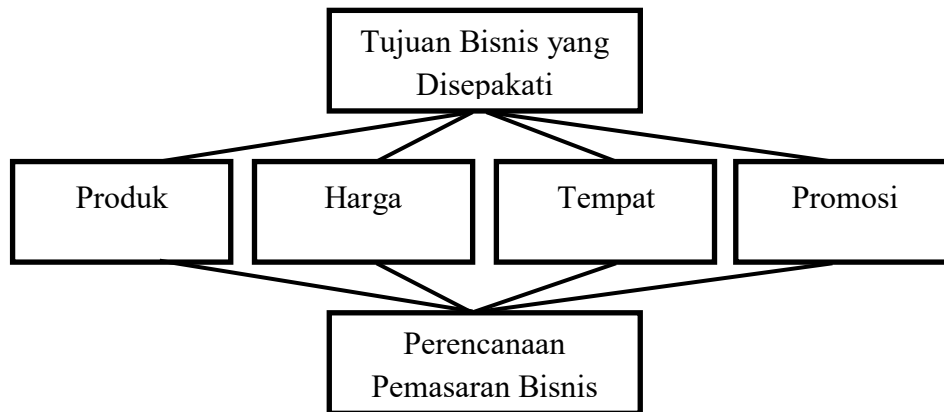 Tujuan Bisnis yang
Disepakati
Produk
Harga
Tempat
Promosi
Perencanaan
Pemasaran Bisnis